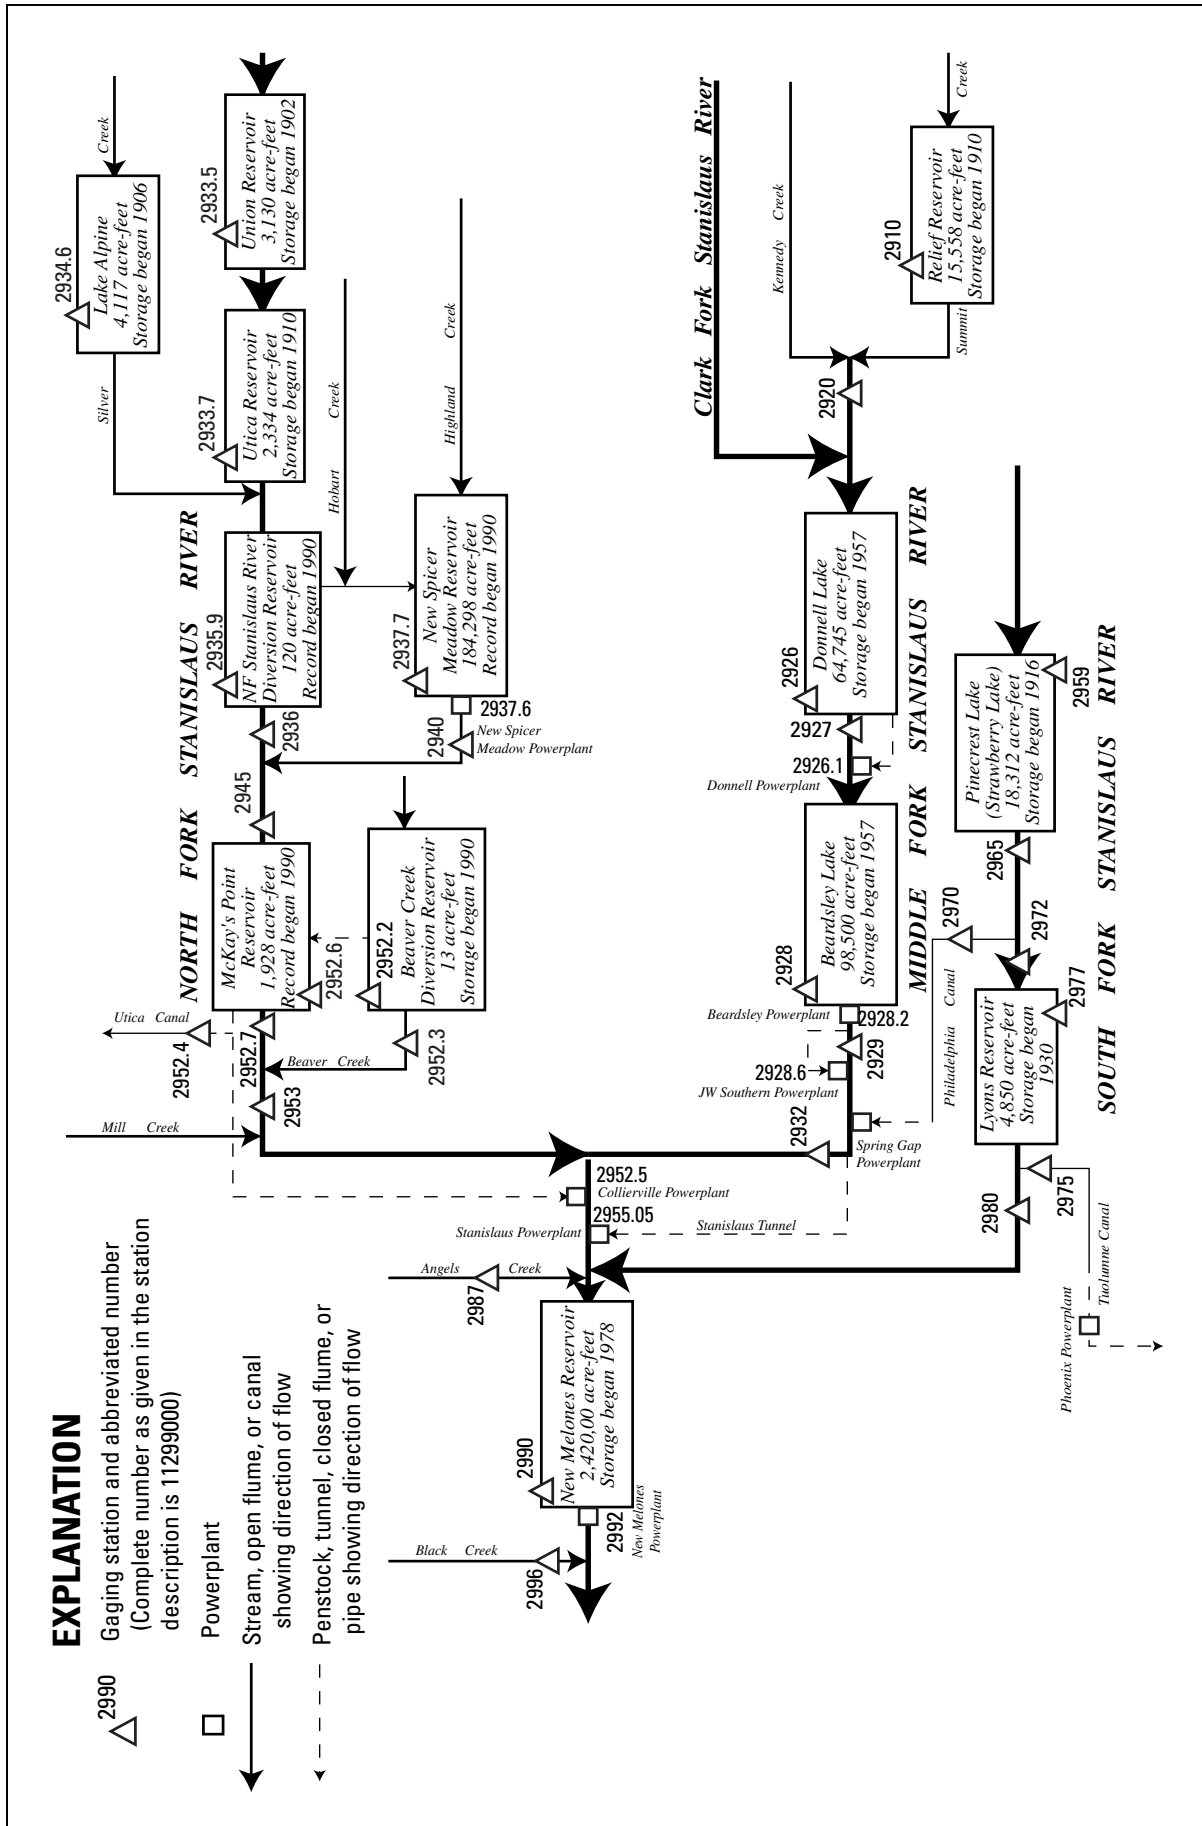 Creek
Lake Alpine
4,117 acre-feet
Storage began 1906
2934.6
Silver
Union Reservoir
3,130 acre-feet
Storage began 1902
2933.5
Utica Reservoir
2,334 acre-feet
Storage began 1910
2933.7
Hobart Creek
NF Stanislaus River
Diversion Reservoir
120 acre-feet
Record began 1990
2935.9
2936
Highland Creek
New Spicer
Meadow Reservoir
184,298 acre-feet
Record began 1990
2937.7
2937.6
New Spicer
Meadow Powerplant
2940
2945
NORTH FORK STANISLAUS RIVER
McKay's Point
Reservoir
1,928 acre-feet
Record began 1990
2952.6
Beaver Creek
Diversion Reservoir
13 acre-feet
Storage began 1990
2952.2
2952.3
Beaver Creek
Utica Canal
2952.4
2952.7
2953
Mill Creek
Clark Fork Stanislaus River
Kennedy Creek
Creek
Relief Reservoir
15,558 acre-feet
Storage began 1910
2910
Summit
2920
Donnell Lake
64,745 acre-feet
Storage began 1957
2926
2927
2926.1
Donnell Powerplant
Beardsley Lake
98,500 acre-feet
Storage began 1957
2928
Beardsley Powerplant
2928.2
2929
2928.6
JW Southern Powerplant
MIDDLE FORK STANISLAUS RIVER
2932
Spring Gap
Powerplant
Philadelphia Canal
2970
Pinecrest Lake
(Strawberry Lake)
18,312 acre-feet
Storage began 1916
2959
2965
2972
Lyons Reservoir
4,850 acre-feet
Storage began
1930
2977
SOUTH FORK STANISLAUS RIVER
2975
2980
Tuolumne Canal
Phoenix Powerplant
2952.5
Collierville Powerplant
2955.05
Stanislaus Powerplant
Stanislaus Tunnel
Angels Creek
2987
New Melones Reservoir
2,420,00 acre-feet
Storage began 1978
2990
2992
New Melones
Powerplant
Black Creek
2996
EXPLANATION
2990
Gaging station and abbreviated number
(Complete number as given in the station
description is 11299000)
Powerplant
Stream, open flume, or canal
showing direction of flow
Penstock, tunnel, closed flume, or
pipe showing direction of flow